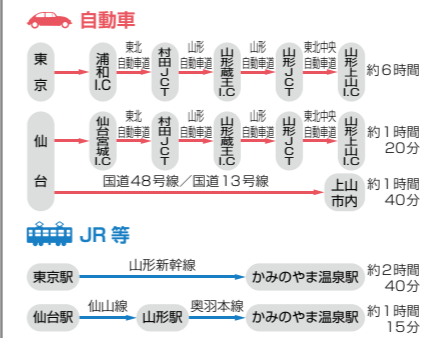 自動車
東京
浦和I.C
東北自動車道
村田JCT
山形自動車道
山形蔵王I.C
山形自動車道
山形JCT
東北中央自動車道
山形上山I.C
約6時間
仙台
仙台宮城I.C
東北自動車道
村田JCT
山形自動車道
山形蔵王I.C
山形自動車道
山形JCT
東北中央自動車道
山形上山I.C
約1時間
20分
国道48号線／国道13号線
上山
市内
約1時間
40分
JR等
東京駅
山形新幹線
かみのやま温泉駅
約2時間
40分
仙台駅
仙山線
山形駅
奥羽本線
かみのやま温泉駅
約1時間
15分